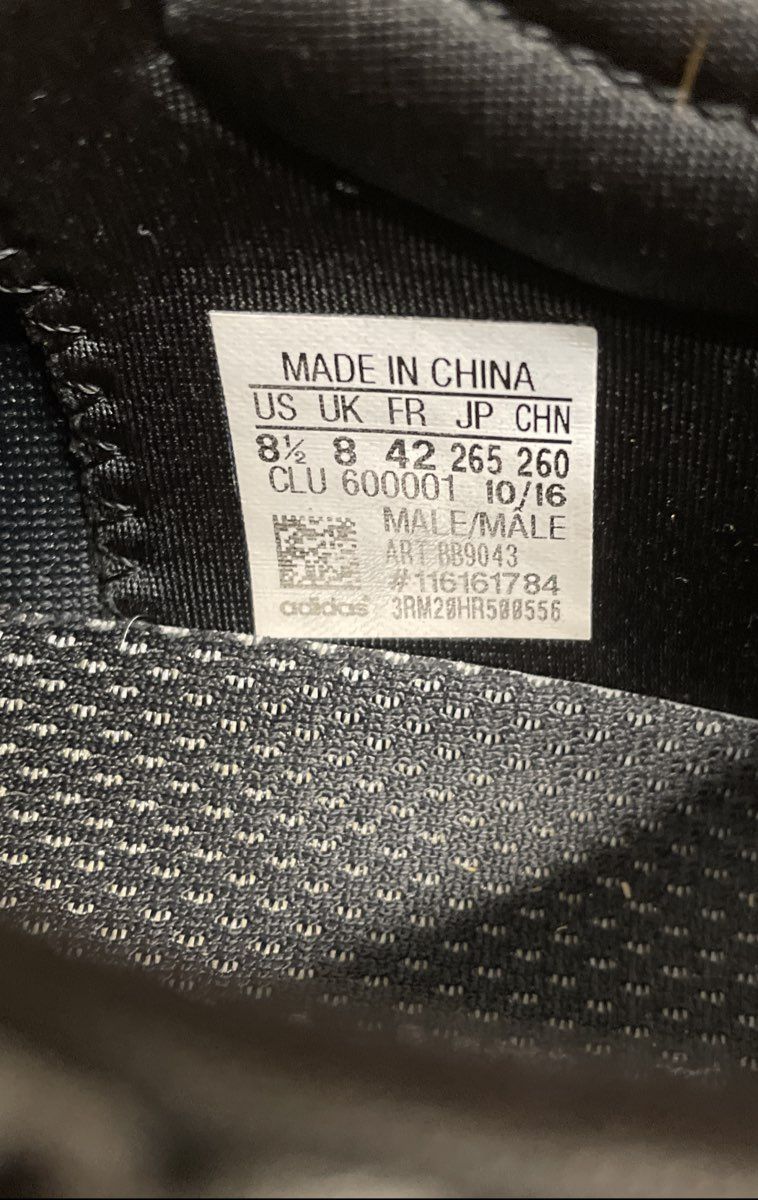 MADE IN CHINA
US UK FR JP CHN
8½ 8 42 265 260
CLU 600001 10/16
MALE/MÂLE
ART BB9043
#116161784
adidas 3RM20HR500556